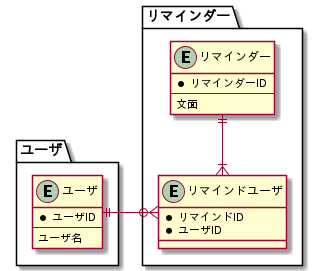 リマインダー
E リマインダー
● リマインダーID
文面
ユーザ
E ユーザ
● ユーザID
ユーザ名
E リマインドユーザ
● リマインドID
● ユーザID